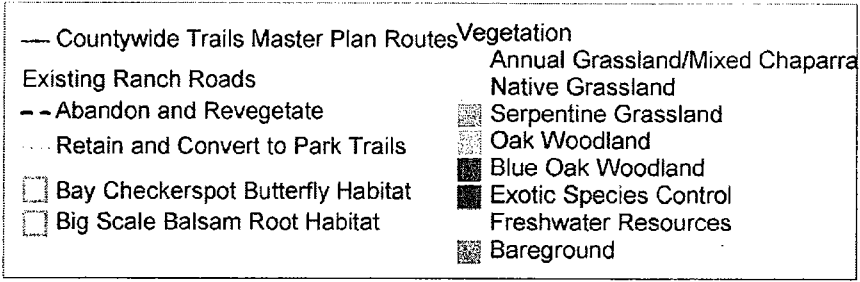 Countywide Trails Master Plan Routes
Existing Ranch Roads
Abandon and Revegetate
Retain and Convert to Park Trails
Bay Checkerspot Butterfly Habitat
Big Scale Balsam Root Habitat
Vegetation
Annual Grassland/Mixed Chaparra
Native Grassland
Serpentine Grassland
Oak Woodland
Blue Oak Woodland
Exotic Species Control
Freshwater Resources
Bareground